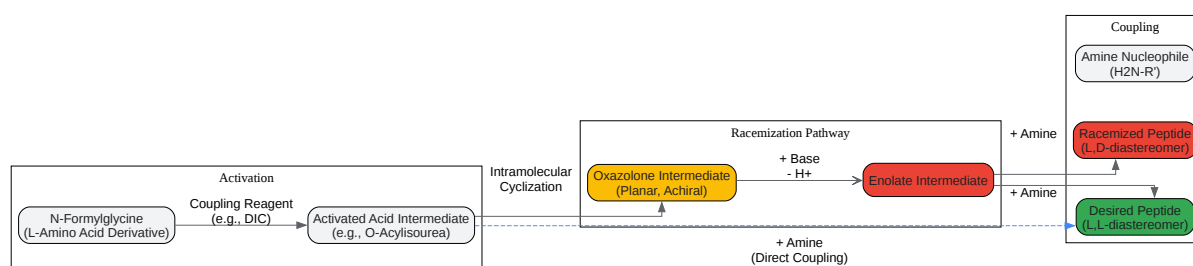 Coupling
Amine Nucleophile
(H2N-R')
Racemization Pathway
+ Amine
Racemized Peptide
(L,D-diastereomer)
Activation
Intramolecular
Cyclization
Oxazolone Intermediate
(Planar, Achiral)
+ Base
- H+
Enolate Intermediate
+ Amine
N-Formylglycine
(L-Amino Acid Derivative)
Coupling Reagent
(e.g., DIC)
Activated Acid Intermediate
(e.g., O-Acylisourea)
Desired Peptide
(L,L-diastereomer)
+ Amine
(Direct Coupling)